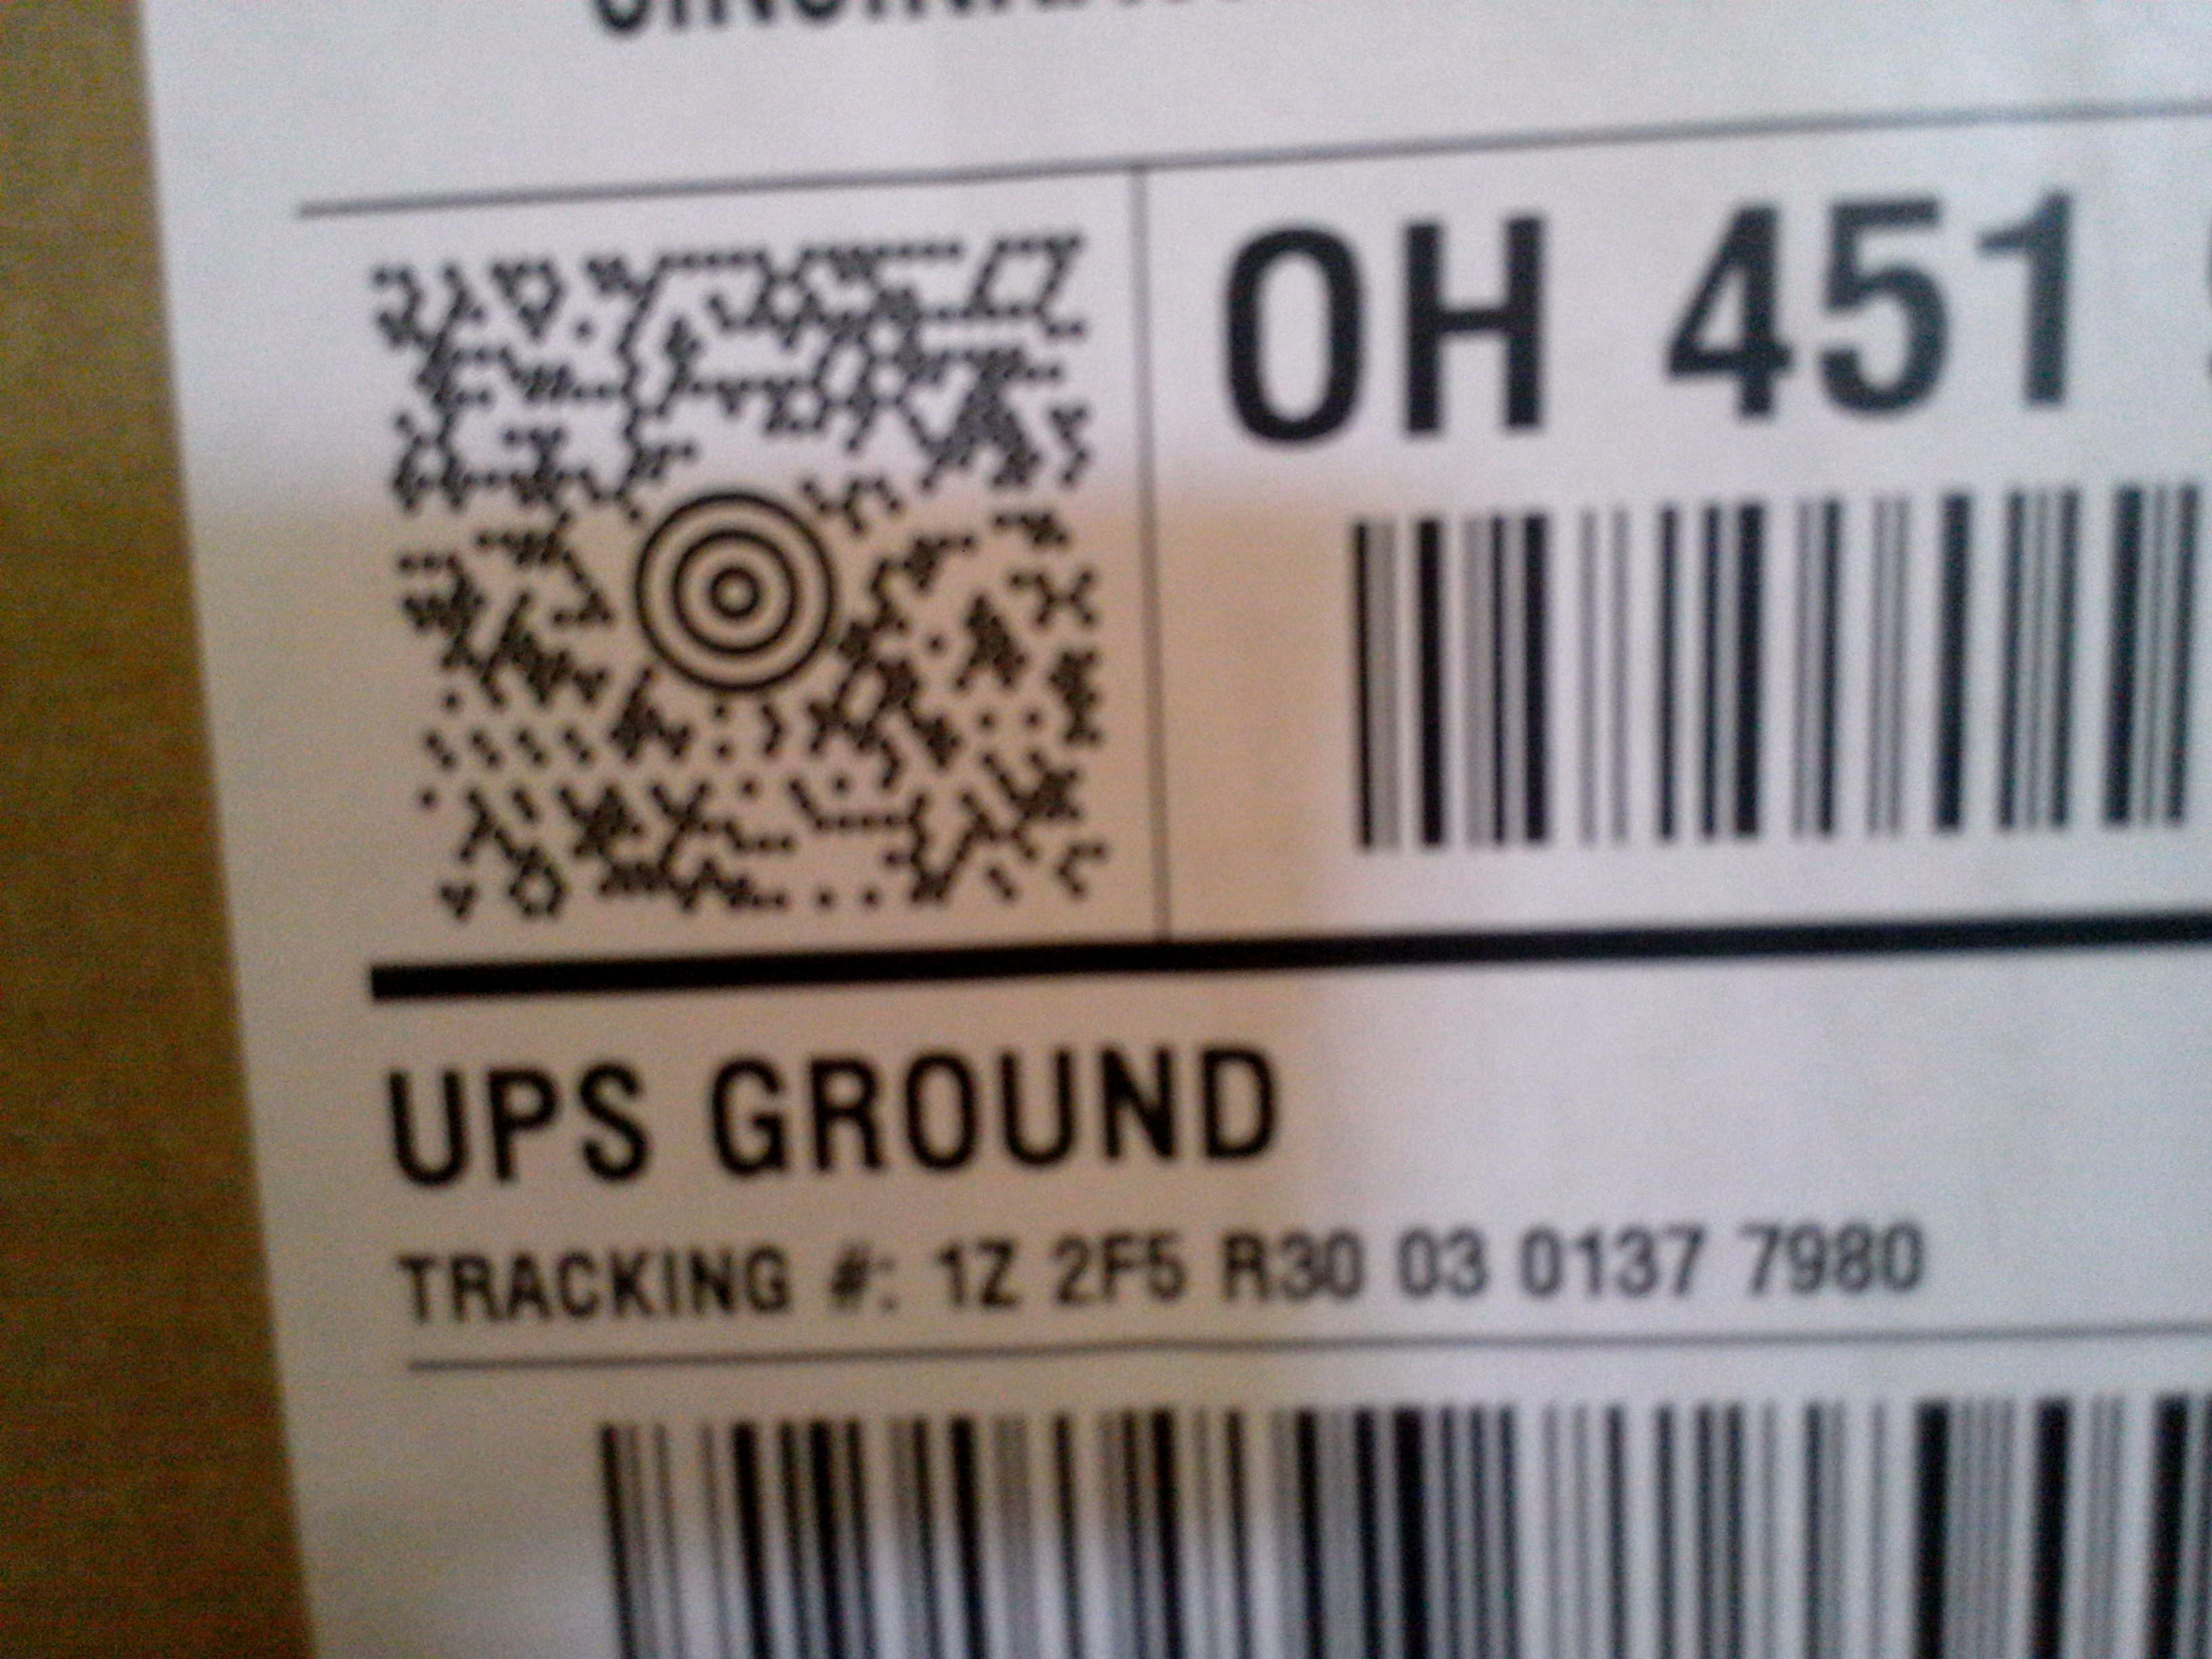 OH 451
UPS GROUND
TRACKING #: 1Z 2F5 R30 03 0137 7980